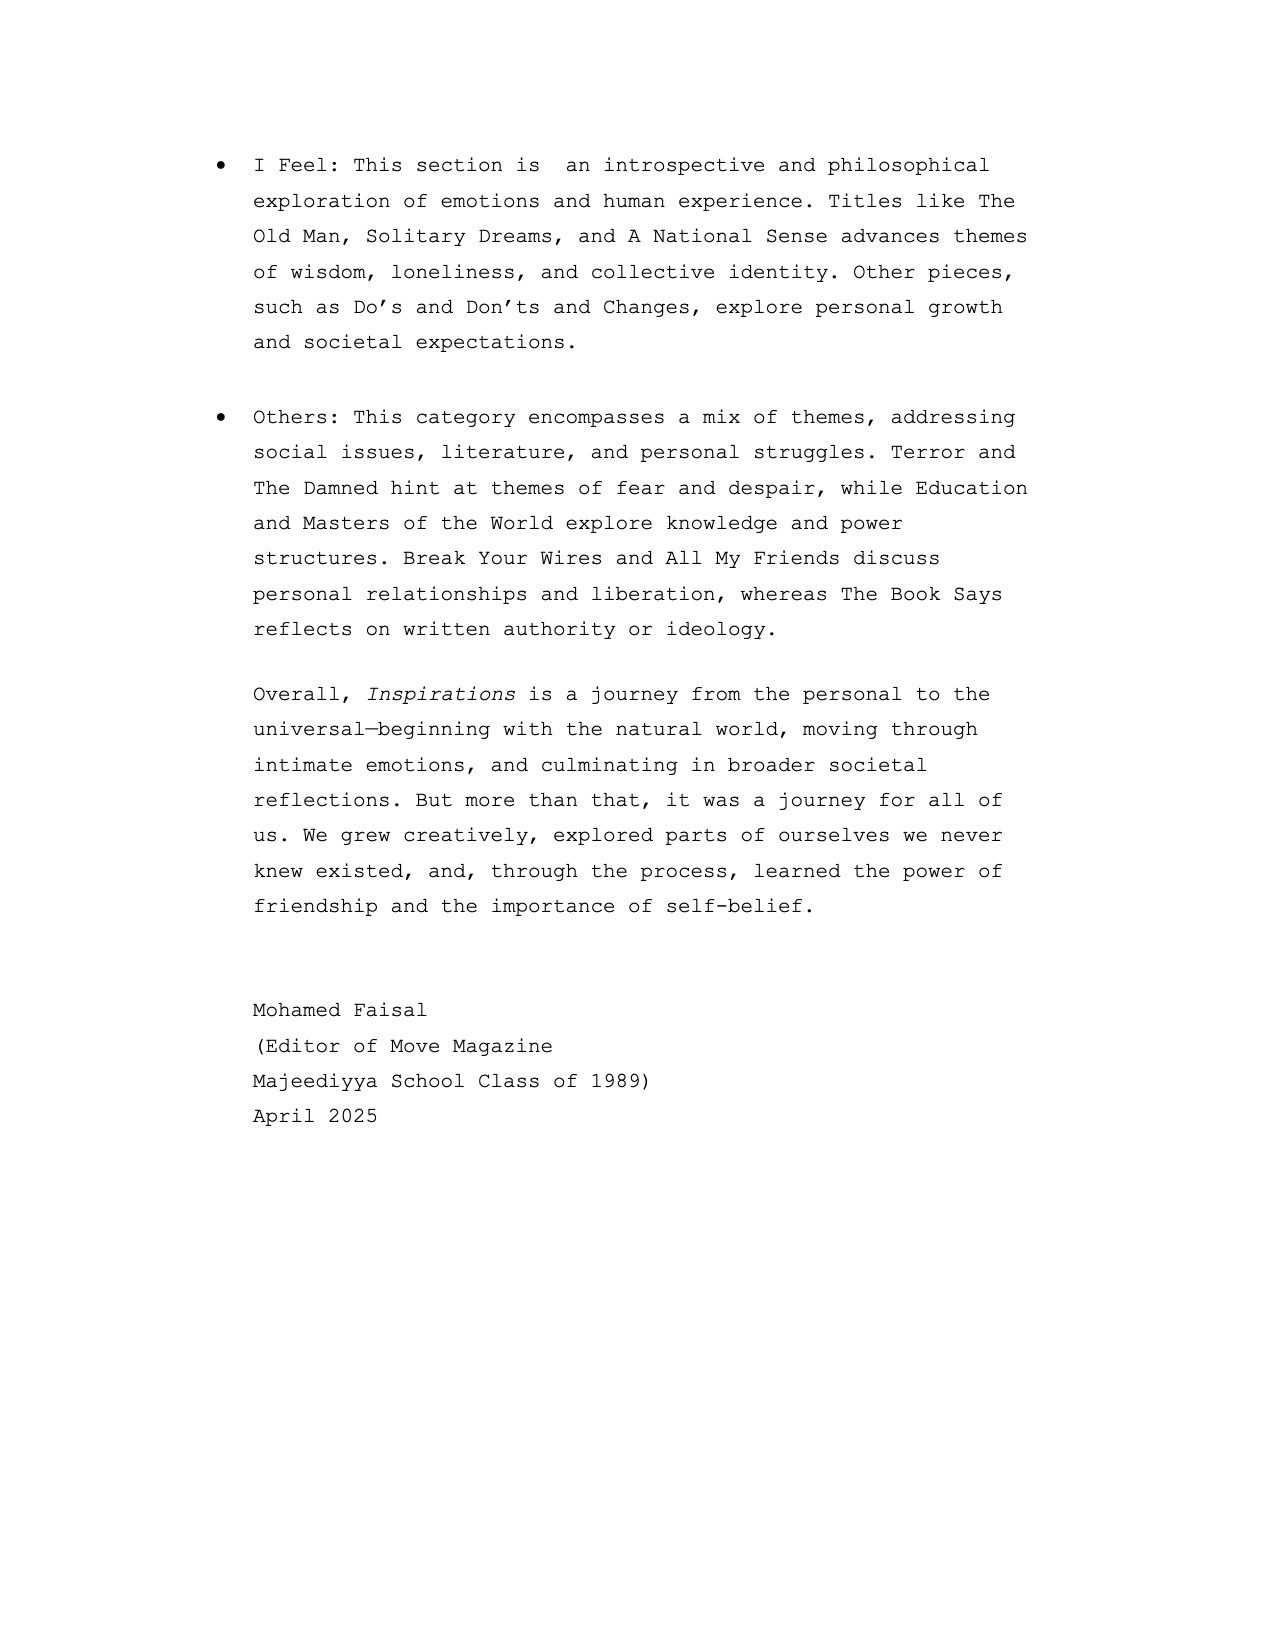 • I Feel: This section is  an introspective and philosophical
exploration of emotions and human experience. Titles like The
Old Man, Solitary Dreams, and A National Sense advances themes
of wisdom, loneliness, and collective identity. Other pieces,
such as Do’s and Don’ts and Changes, explore personal growth
and societal expectations.
• Others: This category encompasses a mix of themes, addressing
social issues, literature, and personal struggles. Terror and
The Damned hint at themes of fear and despair, while Education
and Masters of the World explore knowledge and power
structures. Break Your Wires and All My Friends discuss
personal relationships and liberation, whereas The Book Says
reflects on written authority or ideology.
Overall, Inspirations is a journey from the personal to the
universal—beginning with the natural world, moving through
intimate emotions, and culminating in broader societal
reflections. But more than that, it was a journey for all of
us. We grew creatively, explored parts of ourselves we never
knew existed, and, through the process, learned the power of
friendship and the importance of self-belief.
Mohamed Faisal
(Editor of Move Magazine
Majeediyya School Class of 1989)
April 2025